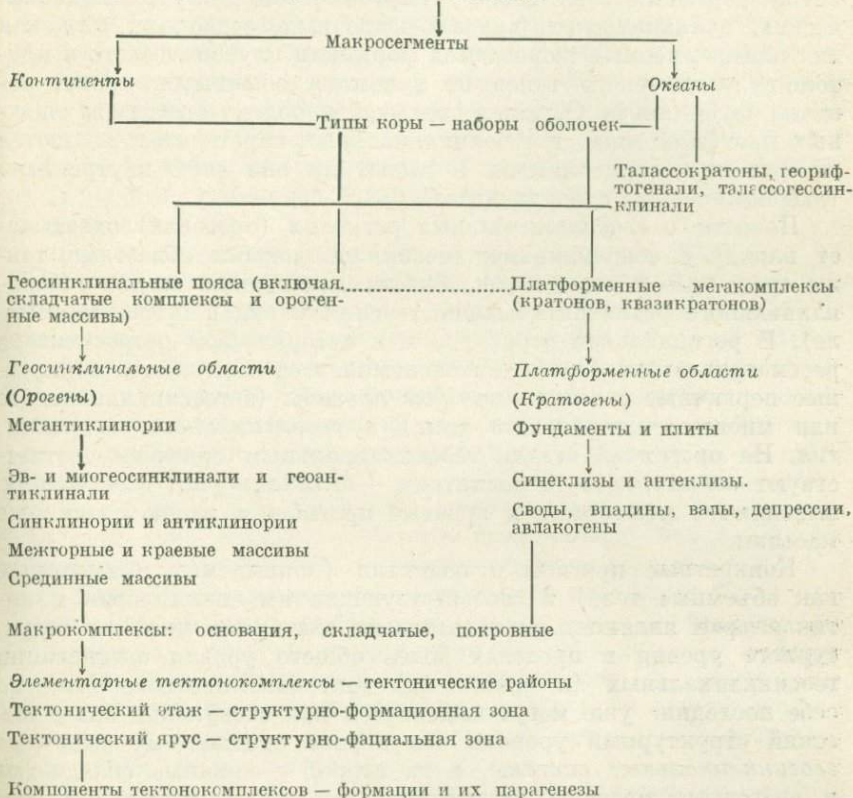 Макросегменты
Континенты
Океаны
Типы коры — наборы оболочек
Талассократоны, геориф-
тогенали, талассогессин-
клинали
Геосинклинальные пояса (включая
складчатые комплексы и ороген-
ные массивы)
Платформенные мегакомплексы
(кратонов, квазикратонов)
Геосинклинальные области
(Орогены)
Мегантиклинории
Платформенные области
(Кратогены)
Фундаменты и плиты
Эв- и миогеосинклинали и геоан-
тиклинали
Синклинории и антиклинории
Межгорные и краевые массивы
Срединные массивы
Синеклизы и антеклизы.
Своды, впадины, валы, депрессии,
авлакогены
Макрокомплексы: основания, складчатые, покровные
Элементарные тектонокомплексы — тектонические районы
Тектонический этаж — структурно-формационная зона
Тектонический ярус — структурно-фациальная зона
Компоненты тектонокомплексов — формации и их парагенезы